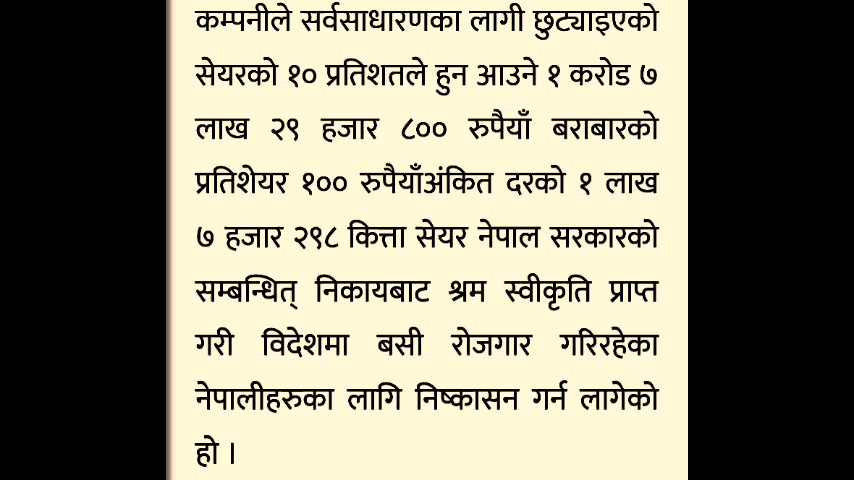 कम्पनीले सर्वसाधारणका लागी छुट्याइएको
सेयरको १० प्रतिशतले हुन आउने १ करोड ७
लाख २९ हजार ८०० रुपैयाँ बराबारको
प्रतिशेयर १०० रुपैयाँअंकित दरको १ लाख
७ हजार २९८ कित्ता सेयर नेपाल सरकारको
सम्बन्धित् निकायबाट श्रम स्वीकृति प्राप्त
गरी विदेशमा बसी रोजगार गरिरहेका
नेपालीहरुका लागि निष्कासन गर्न लागेको
हो ।